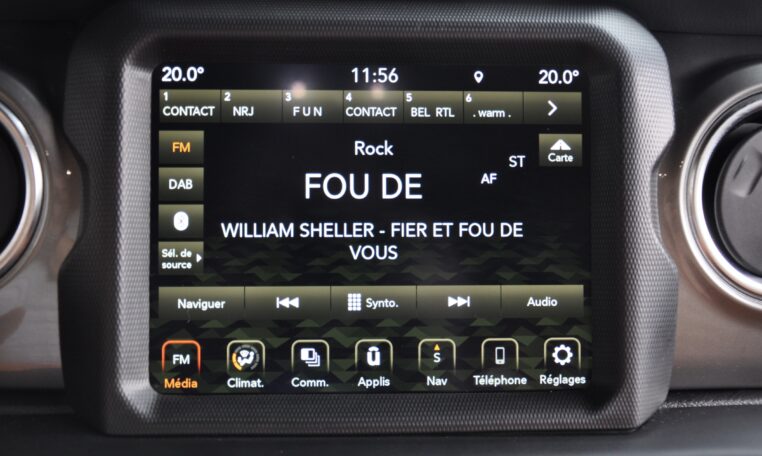 20.0° 11:56 20.0°
1 CONTACT 2 NRJ 3 F U N 4 CONTACT 5 BEL RTL 6 . warm .
FM
Rock
Carte
ST
DAB
FOU DE
AF
WILLIAM SHELLER - FIER ET FOU DE
VOUS
Sél. de
source
Naviguer Synto. Audio
FM S
Média Climat. Comm. Applis Nav Téléphone Réglages